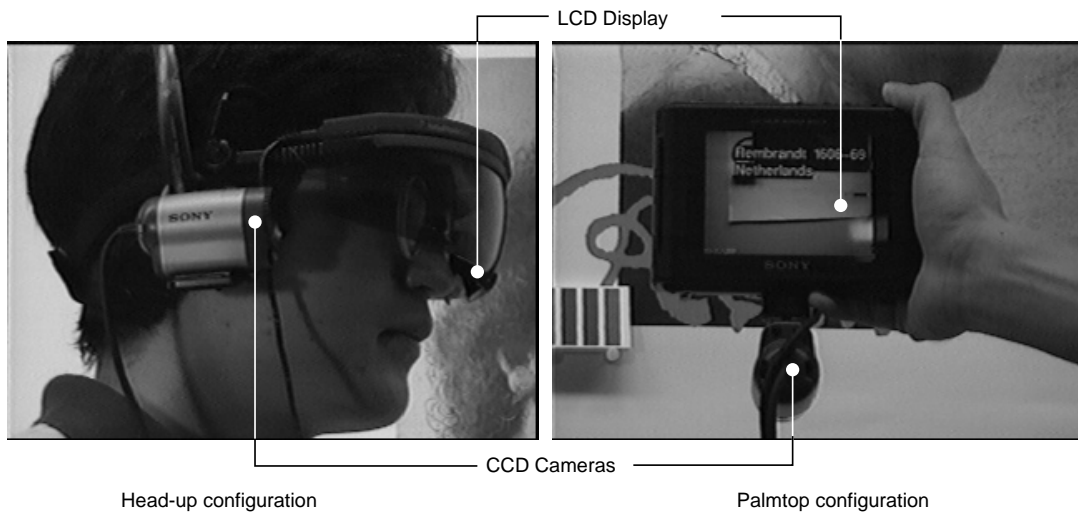 LCD Display
SONY
Rembrandt 1606-69
Netherlands
SONY
CCD Cameras
Head-up configuration
Palmtop configuration